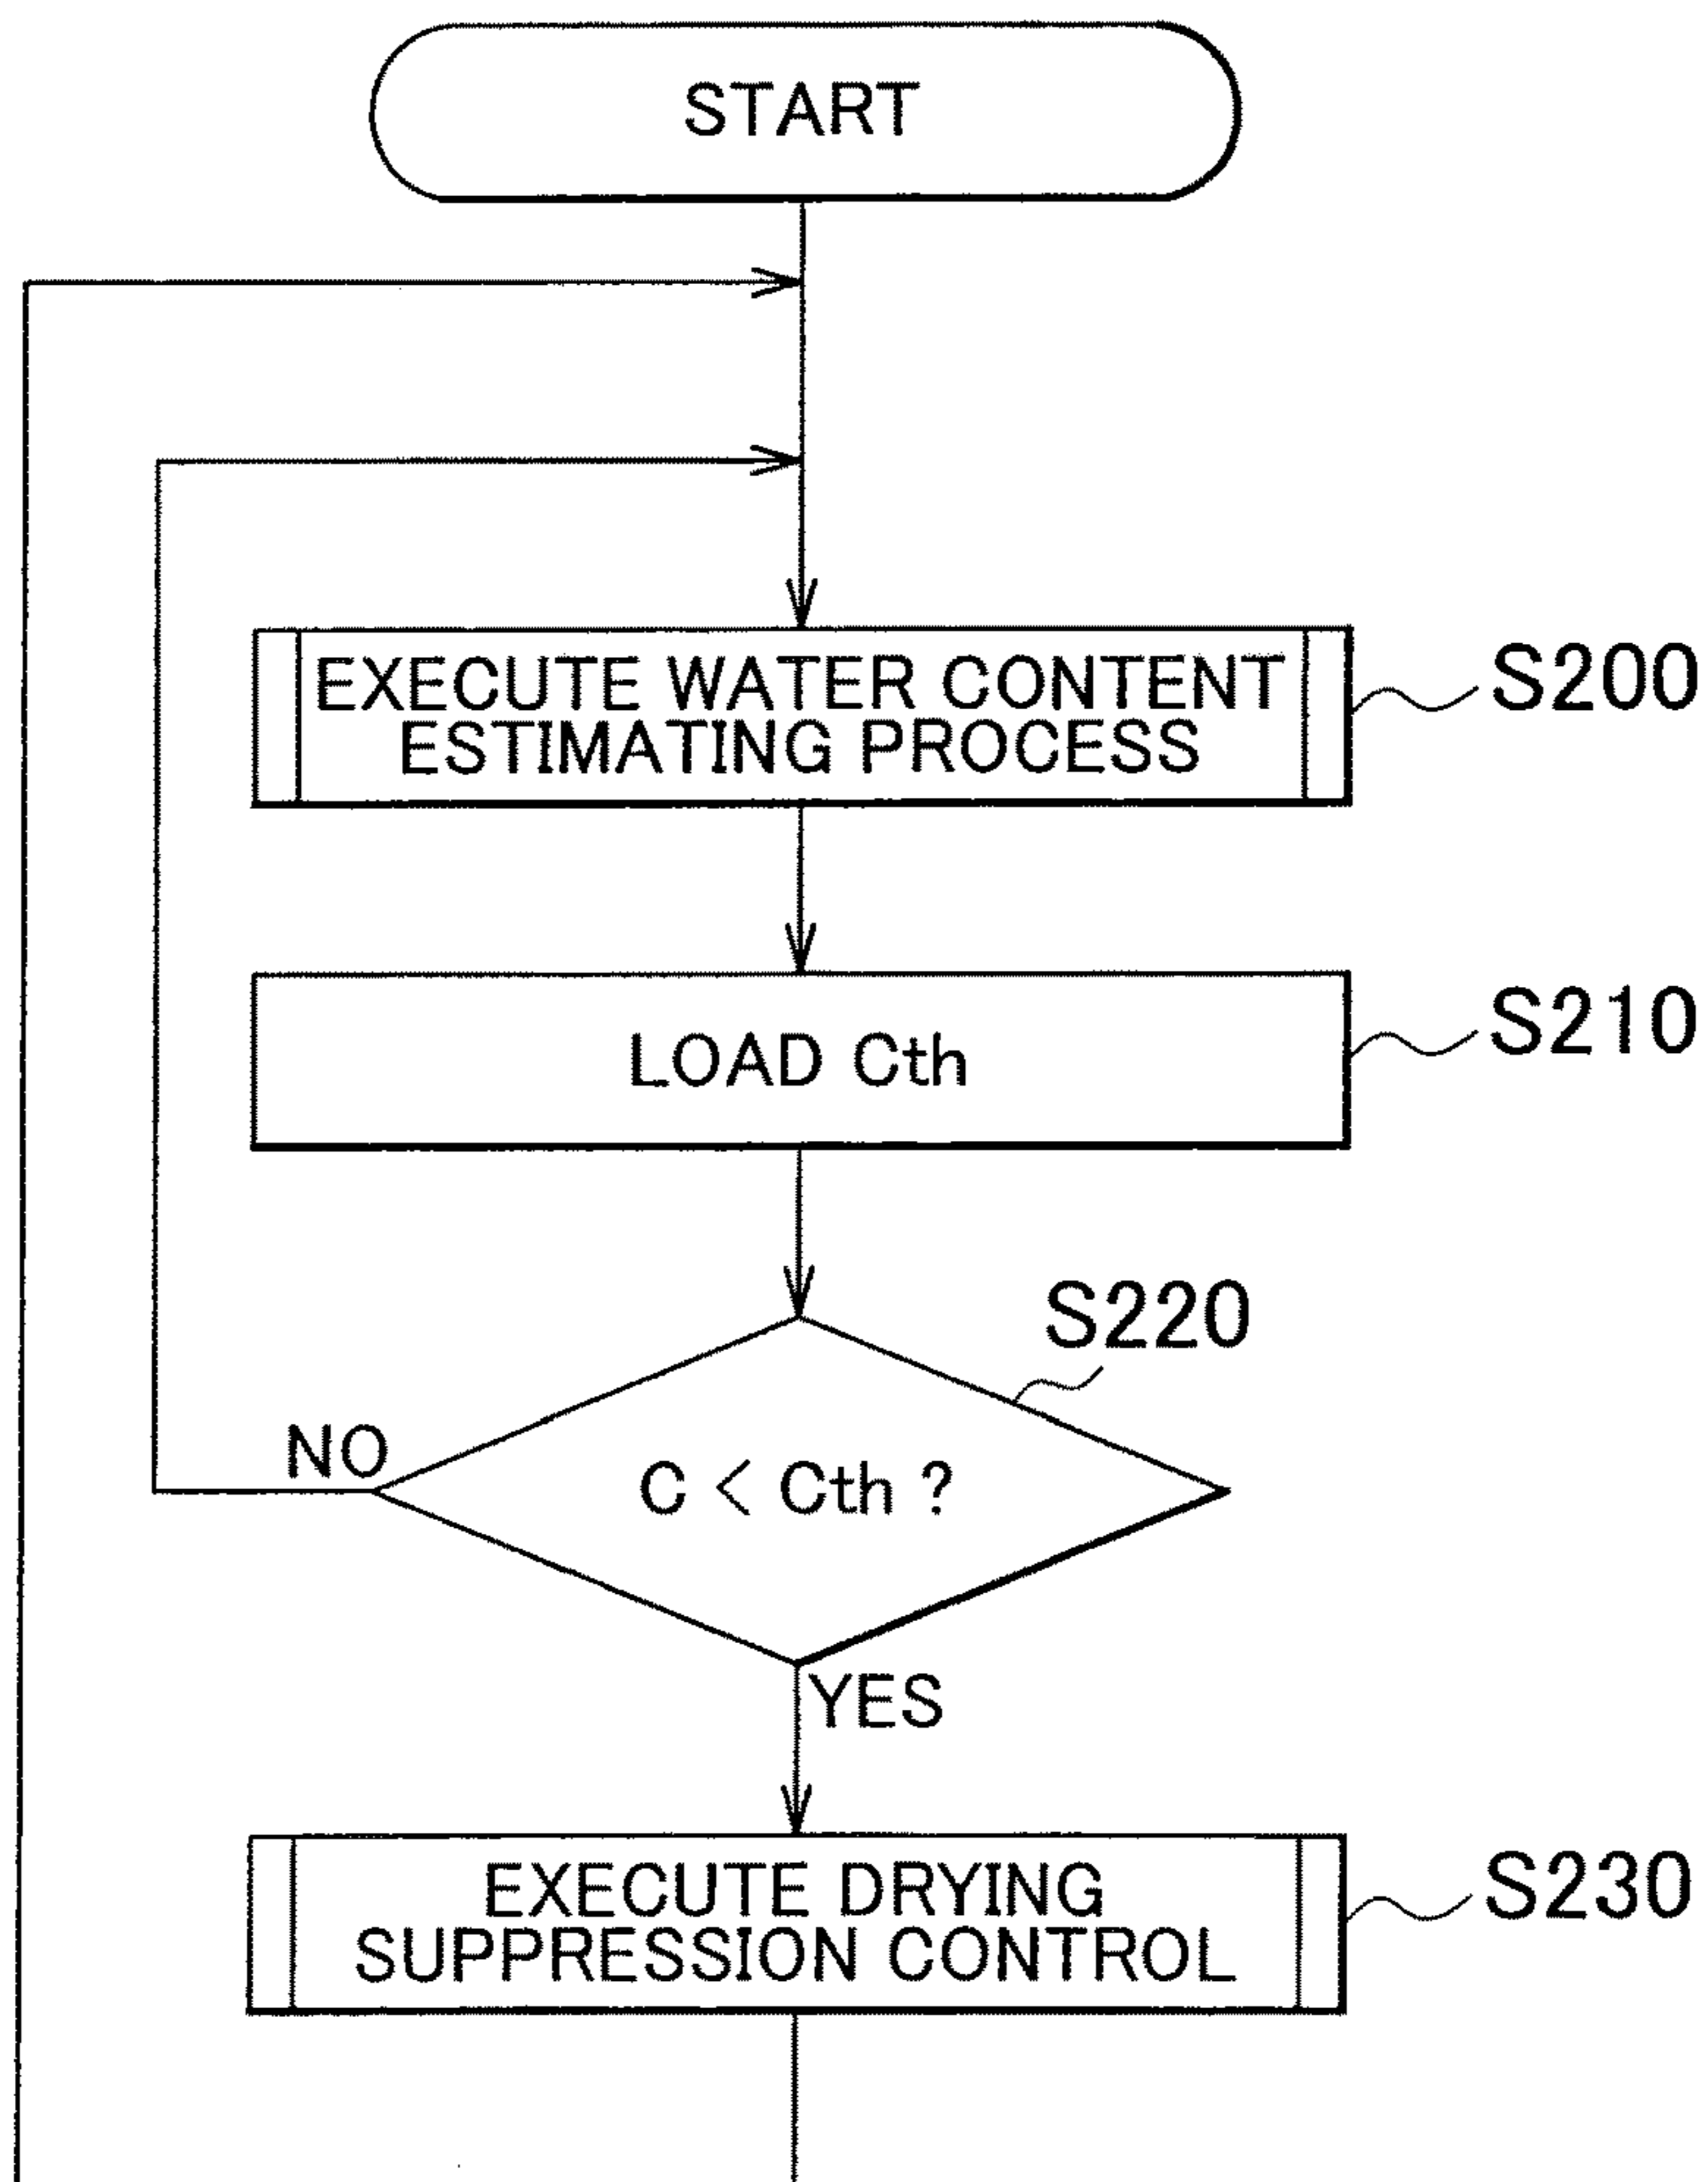 START
EXECUTE WATER CONTENT
ESTIMATING PROCESS
S200
LOAD Cth
S210
S220
NO
C < Cth ?
YES
EXECUTE DRYING
SUPPRESSION CONTROL
S230